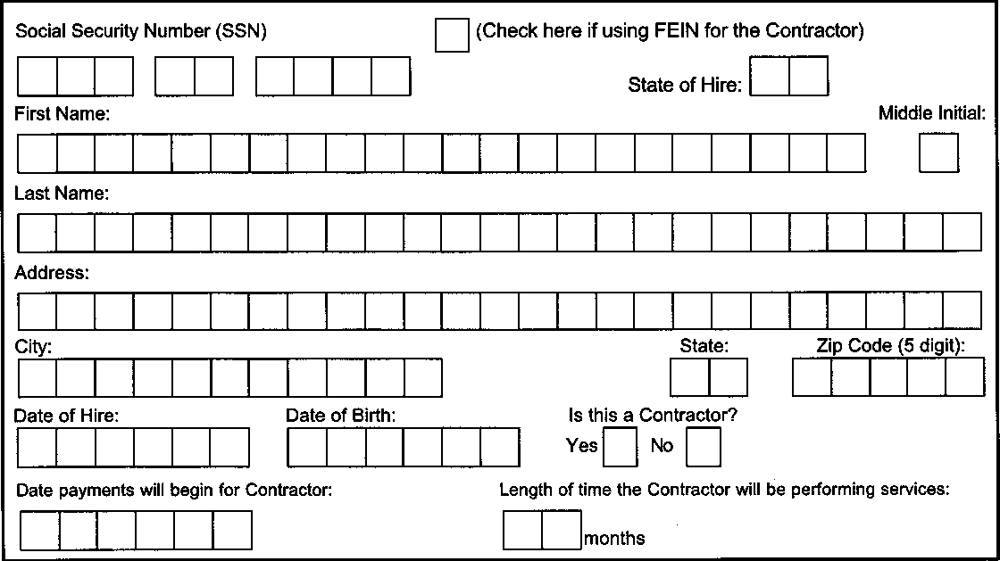 Social Security Number (SSN) (Check here if using FEIN for the Contractor)
State of Hire:
First Name: Middle Initial:
Last Name:
Address:
City: State: Zip Code (5 digit):
Date of Hire: Date of Birth: Is this a Contractor?
Yes No
Date payments will begin for Contractor: Length of time the Contractor will be performing services:
months